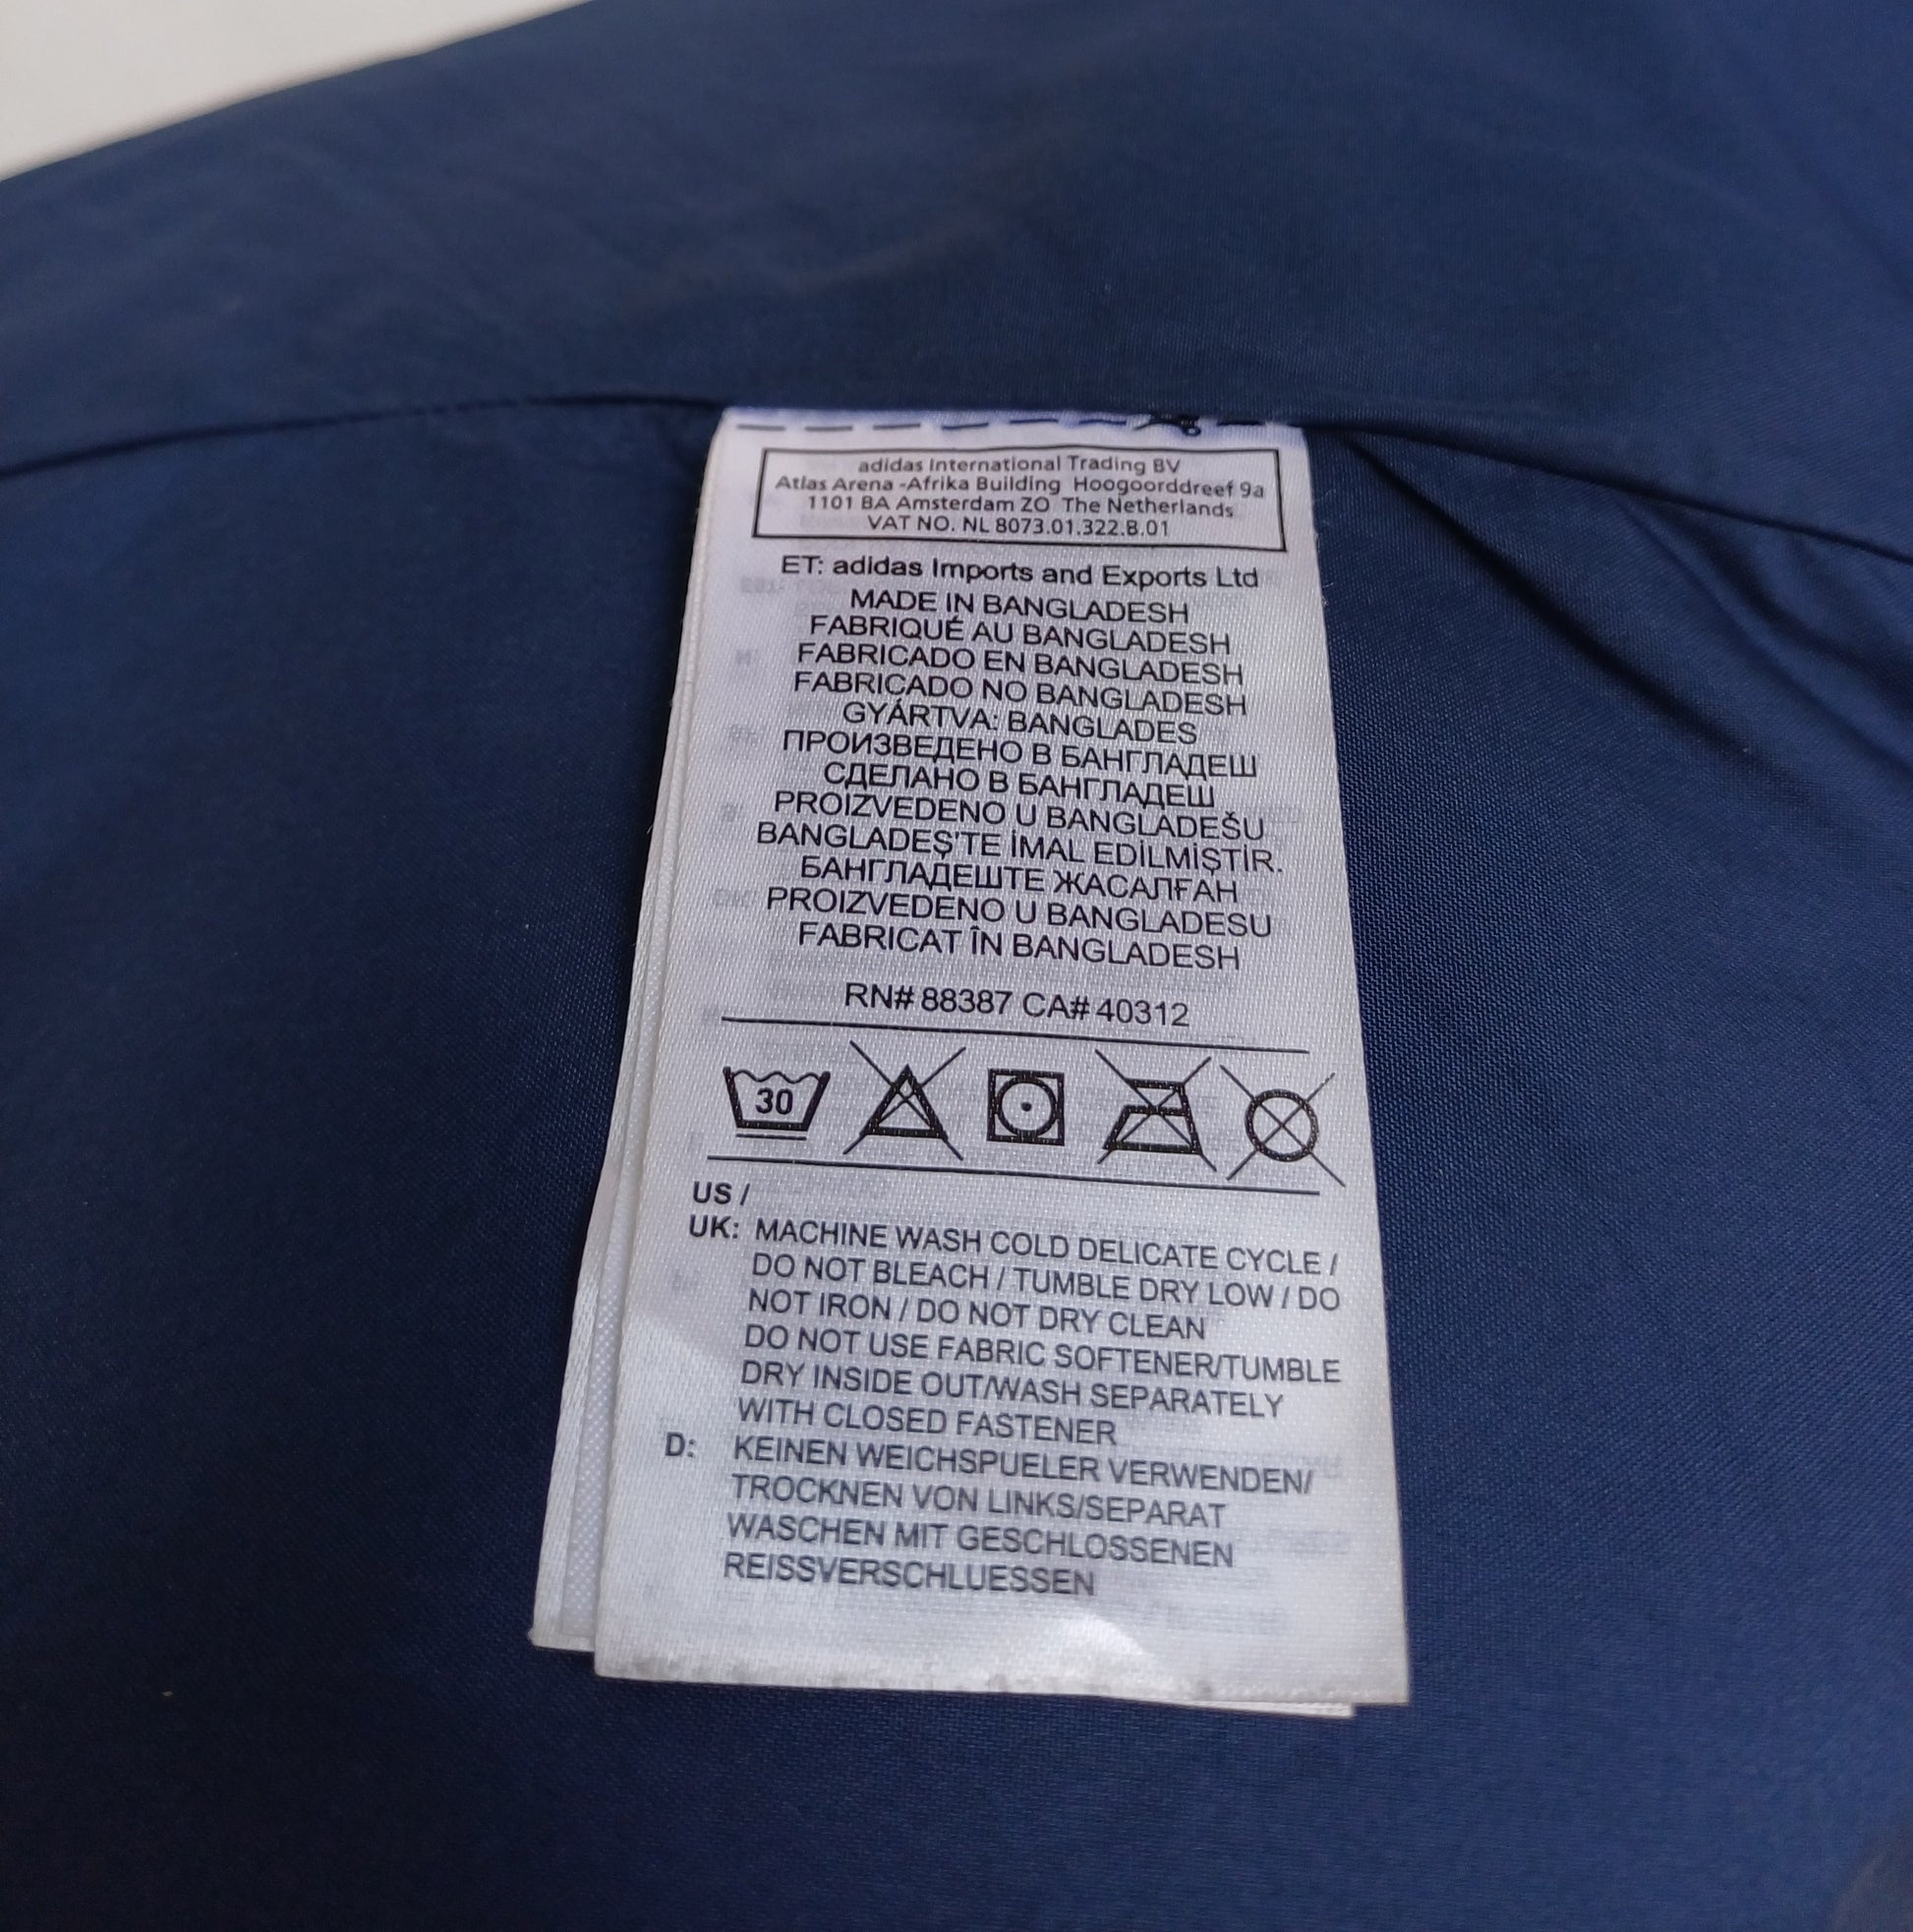 adidas International Trading BV
Atlas Arena -Afrika Building Hoogoorddreef 9a
1101 BA Amsterdam ZO The Netherlands
VAT NO. NL 8073.01.322.B.01
ET: adidas Imports and Exports Ltd
MADE IN BANGLADESH
FABRIQUÉ AU BANGLADESH
FABRICADO EN BANGLADESH
FABRICADO NO BANGLADESH
GYÁRTVA: BANGLADES
ПРОИЗВЕДЕНО В БАНГЛАДЕШ
СДЕЛАНО В БАНГЛАДЕШ
PROIZVEDENO U BANGLADEŠU
BANGLADEŞ'TE İMAL EDİLMİŞTİR.
БАНГЛАДЕШТЕ ЖАСАЛҒАН
PROIZVEDENO U BANGLADESU
FABRICAT ÎN BANGLADESH
RN# 88387 CA# 40312
30
US /
UK: MACHINE WASH COLD DELICATE CYCLE /
DO NOT BLEACH / TUMBLE DRY LOW / DO
NOT IRON / DO NOT DRY CLEAN
DO NOT USE FABRIC SOFTENER/TUMBLE
DRY INSIDE OUT/WASH SEPARATELY
WITH CLOSED FASTENER
D: KEINEN WEICHSPUELER VERWENDEN/
TROCKNEN VON LINKS/SEPARAT
WASCHEN MIT GESCHLOSSENEN
REISSVERSCHLUESSEN